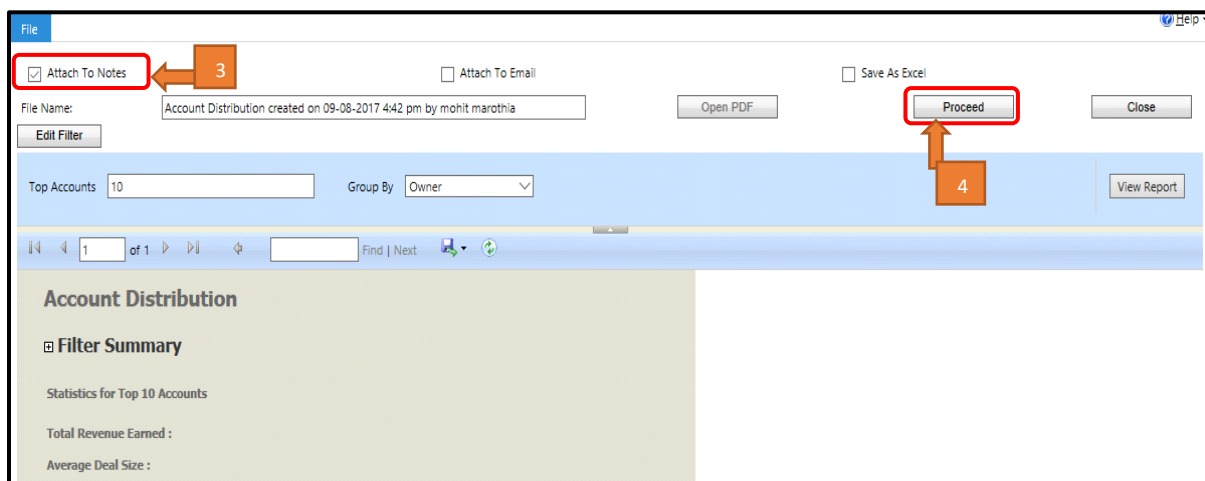 File
Help
Attach To Notes
3
Attach To Email
Save As Excel
File Name:
Account Distribution created on 09-08-2017 4:42 pm by mohit marothia
Open PDF
Proceed
Close
Edit Filter
Top Accounts 10
Group By Owner
4
View Report
1 of 1
Find | Next
Account Distribution
Filter Summary
Statistics for Top 10 Accounts
Total Revenue Earned :
Average Deal Size :